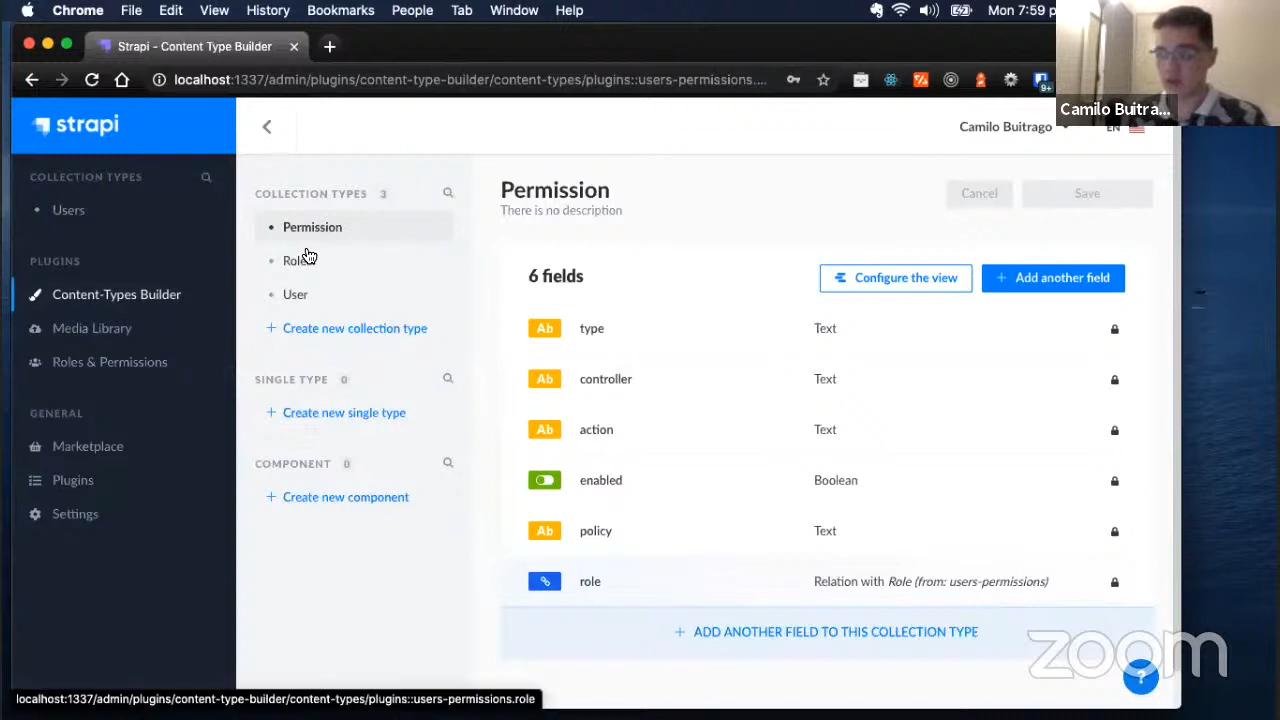 Chrome File Edit View History Bookmarks People Tab Window Help Mon 7:59 p
Strapi - Content Type Builder
localhost:1337/admin/plugins/content-type-builder/content-types/plugins::users-permissions....
9+
Camilo Buitra...
strapi
Camilo Buitrago
EN
COLLECTION TYPES
Users
PLUGINS
Content-Types Builder
Media Library
Roles & Permissions
GENERAL
Marketplace
Plugins
Settings
COLLECTION TYPES 3
Permission
Role
User
+ Create new collection type
SINGLE TYPE 0
+ Create new single type
COMPONENT 0
+ Create new component
Permission
There is no description
Cancel
Save
6 fields
Configure the view
+ Add another field
Ab type Text
Ab controller Text
Ab action Text
enabled Boolean
Ab policy Text
role Relation with Role (from: users-permissions)
+ ADD ANOTHER FIELD TO THIS COLLECTION TYPE
zoom
?
localhost:1337/admin/plugins/content-type-builder/content-types/plugins::users-permissions.role